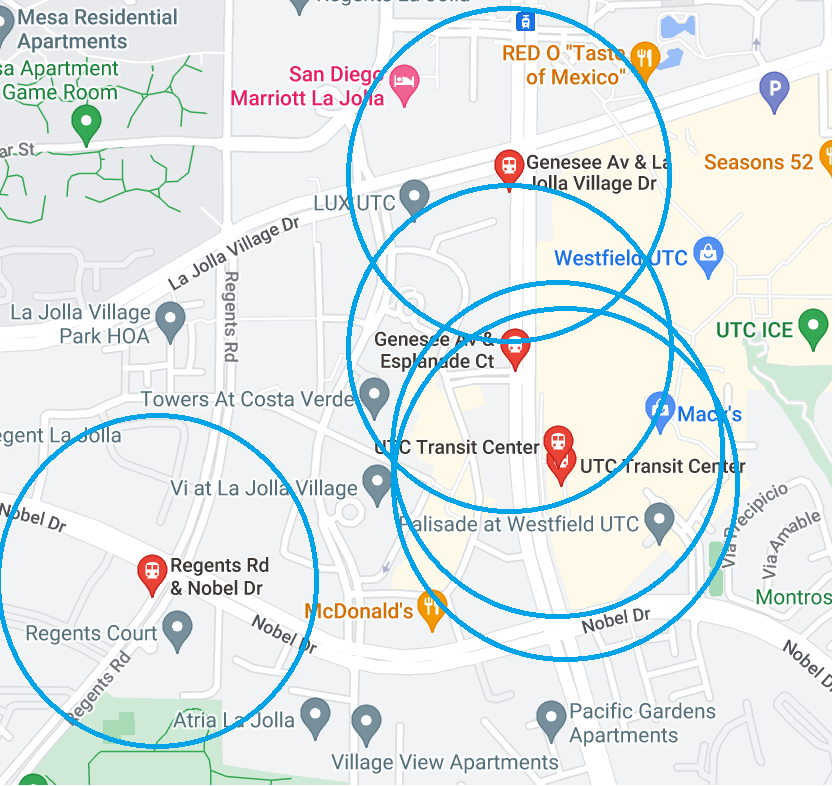 Regents La Jolla
Mesa Residential
Apartments
RED O "Taste
of Mexico"
sa Apartment
Game Room
San Diego
Marriott La Jolla
P
ar St
Genesee Av & La
Jolla Village Dr
Seasons 52
LUX UTC
La Jolla Village Dr
Westfield UTC
Regents Rd
La Jolla Village
Park HOA
UTC ICE
Genesee Av &
Esplanade Ct
Towers At Costa Verde
Macy's
egent La Jolla
UTC Transit Center
UTC Transit Center
Vi at La Jolla Village
Nobel Dr
Palisade at Westfield UTC
Via Precipicio
Via Amable
Regents Rd
& Nobel Dr
Montros
McDonald's
Nobel Dr
Regents Court
Nobel Dr
Nobel Dr
Regents Rd
Atria La Jolla
Pacific Gardens
Apartments
Village View Apartments